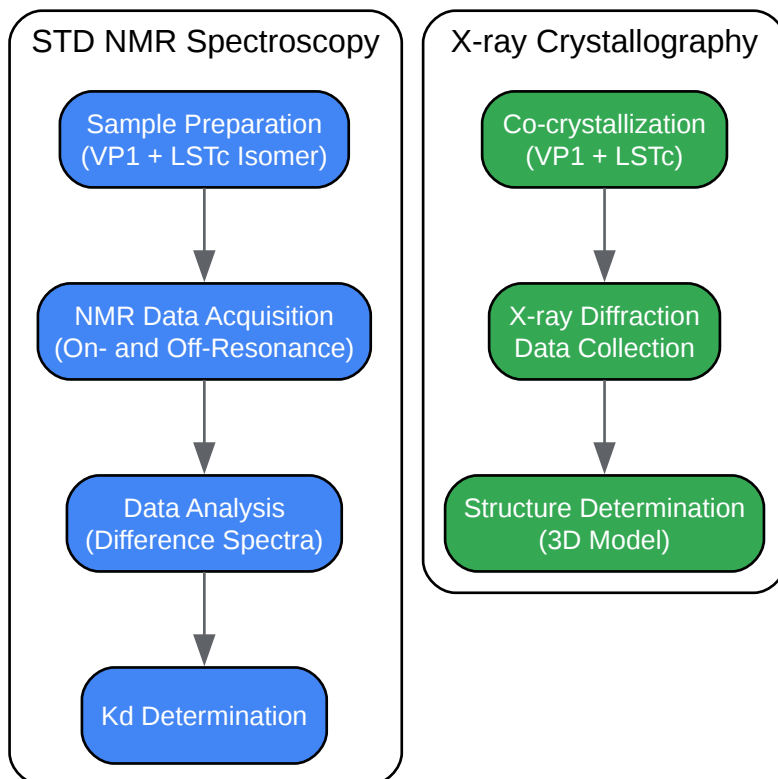 STD NMR Spectroscopy
Sample Preparation
(VP1 + LSTc Isomer)
NMR Data Acquisition
(On- and Off-Resonance)
Data Analysis
(Difference Spectra)
Kd Determination
X-ray Crystallography
Co-crystallization
(VP1 + LSTc)
X-ray Diffraction
Data Collection
Structure Determination
(3D Model)